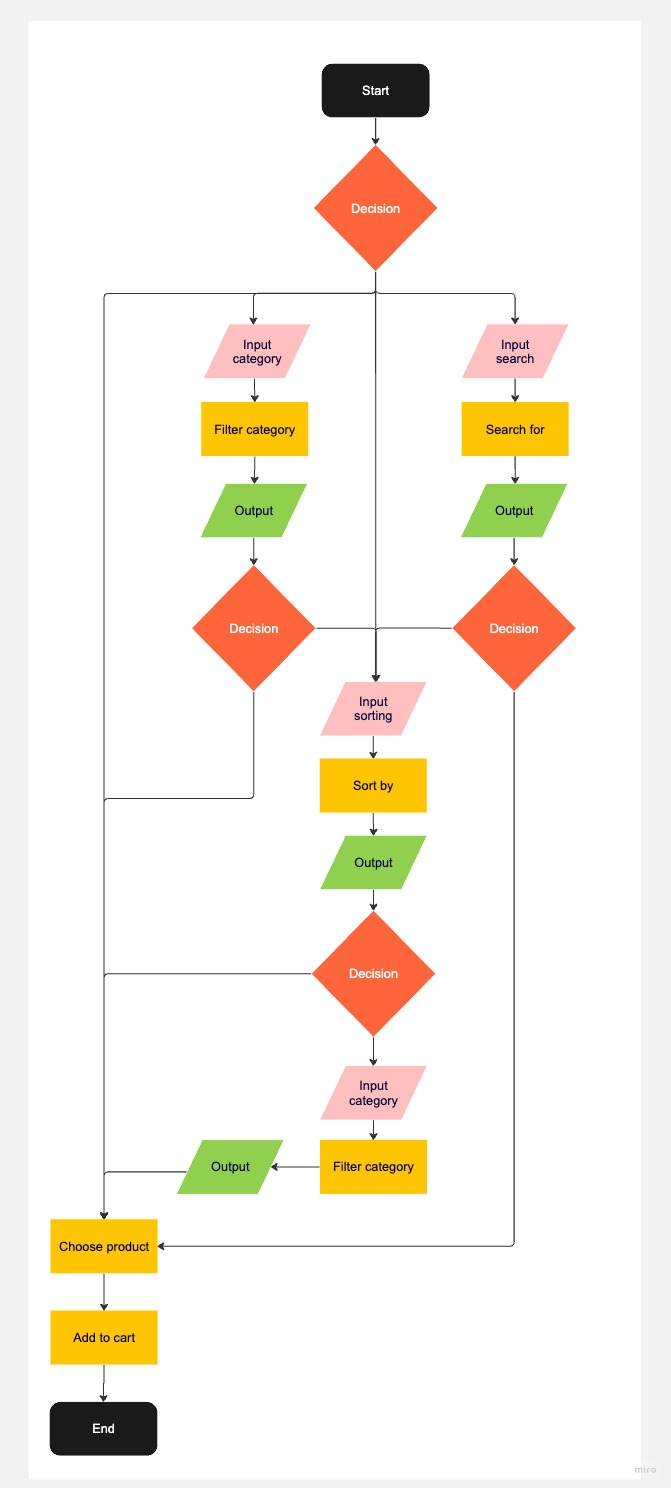 Start
Decision
Input
category
Input
search
Filter category
Search for
Output
Output
Decision
Decision
Input
sorting
Sort by
Output
Decision
Input
category
Output
Filter category
Choose product
Add to cart
End
miro